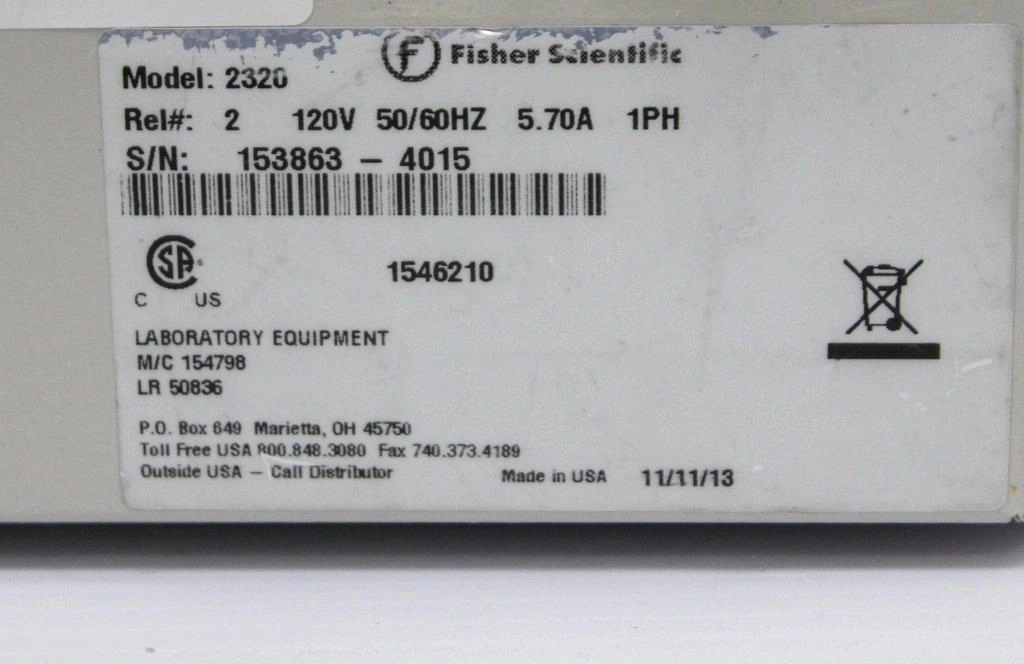 F Fisher Scientific
Model: 2320
Rel#: 2 120V 50/60HZ 5.70A 1PH
S/N: 153863 – 4015
CSA®
C US
1546210
LABORATORY EQUIPMENT
M/C 154798
LR 50836
P.O. Box 649 Marietta, OH 45750
Toll Free USA 800.848.3080 Fax 740.373.4189
Outside USA – Call Distributor
Made in USA 11/11/13